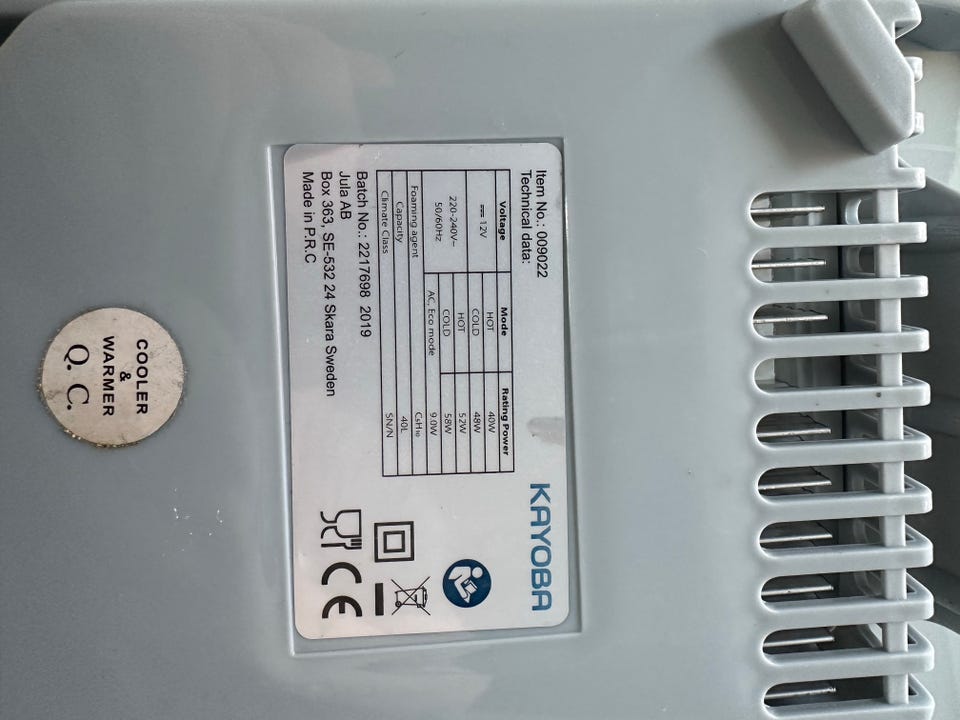 KAYOBA
Item No.: 009022
Technical data:
Voltage Mode Rating Power
⎓ 12V HOT 40W
COLD 48W
220-240V~ 50/60Hz HOT 52W
COLD 58W
AC, Eco mode 9.0W
Foaming agent C₅H₁₀
Capacity 40L
Climate Class SN/N
Batch No.: 2217698 2019
Jula AB
Box 363, SE-532 24 Skara Sweden
Made in P.R.C
CE
COOLER
&
WARMER
Q. C.